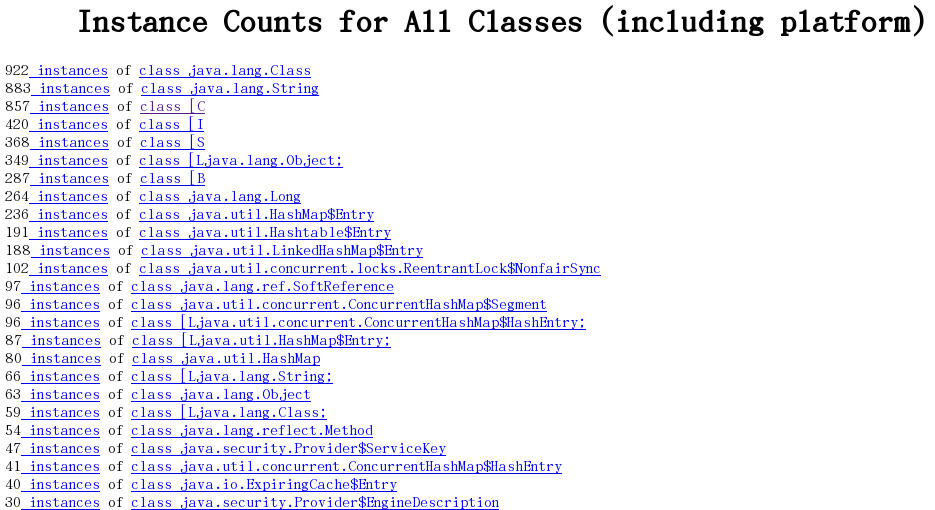 Instance Counts for All Classes (including platform)
922 instances of class java.lang.Class
883 instances of class java.lang.String
857 instances of class [C
420 instances of class [I
368 instances of class [S
349 instances of class [Ljava.lang.Object;
287 instances of class [B
264 instances of class java.lang.Long
236 instances of class java.util.HashMap$Entry
191 instances of class java.util.Hashtable$Entry
188 instances of class java.util.LinkedHashMap$Entry
102 instances of class java.util.concurrent.locks.ReentrantLock$NonfairSync
97 instances of class java.lang.ref.SoftReference
96 instances of class java.util.concurrent.ConcurrentHashMap$Segment
96 instances of class [Ljava.util.concurrent.ConcurrentHashMap$HashEntry;
87 instances of class [Ljava.util.HashMap$Entry;
80 instances of class java.util.HashMap
66 instances of class [Ljava.lang.String;
63 instances of class java.lang.Object
59 instances of class [Ljava.lang.Class;
54 instances of class java.lang.reflect.Method
47 instances of class java.security.Provider$ServiceKey
41 instances of class java.util.concurrent.ConcurrentHashMap$HashEntry
40 instances of class java.io.ExpiringCache$Entry
30 instances of class java.security.Provider$EngineDescription